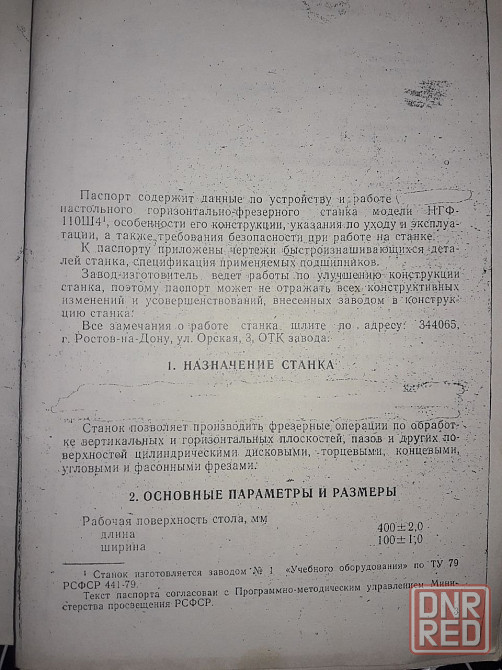 Паспорт содержит данные по устройству и работе
настольного горизонтально-фрезерного станка модели НГФ-
110Ш4¹, особенности его конструкции, указания по уходу и эксплуа-
тации, а также требования безопасности при работе на станке.
К паспорту приложены чертежи быстроизнашивающихся дета-
лей станка, спецификация применяемых подшипников.
Завод-изготовитель ведет работы по улучшению конструкции
станка, поэтому паспорт может не отражать всех конструктивных
изменений и усовершенствований, внесенных заводом в конструк-
цию станка.
Все замечания о работе станка шлите по адресу: 344065,
г. Ростов-на-Дону, ул. Орская, 3, ОТК завода.
1. НАЗНАЧЕНИЕ СТАНКА
Станок позволяет производить фрезерные операции по обработ-
ке вертикальных и горизонтальных плоскостей, пазов и других по-
верхностей цилиндрическими дисковыми, торцевыми, концевыми,
угловыми и фасонными фрезами.
2. ОСНОВНЫЕ ПАРАМЕТРЫ И РАЗМЕРЫ
Рабочая поверхность стола, мм
длина 400±2,0
ширина 100±1,0
¹ Станок изготовляется заводом № 1 «Учебного оборудования» по ТУ 79
РСФСР 441-79.
Текст паспорта согласован с Программно-методическим управлением Мини-
стерства просвещения РСФСР.
DNR
RED